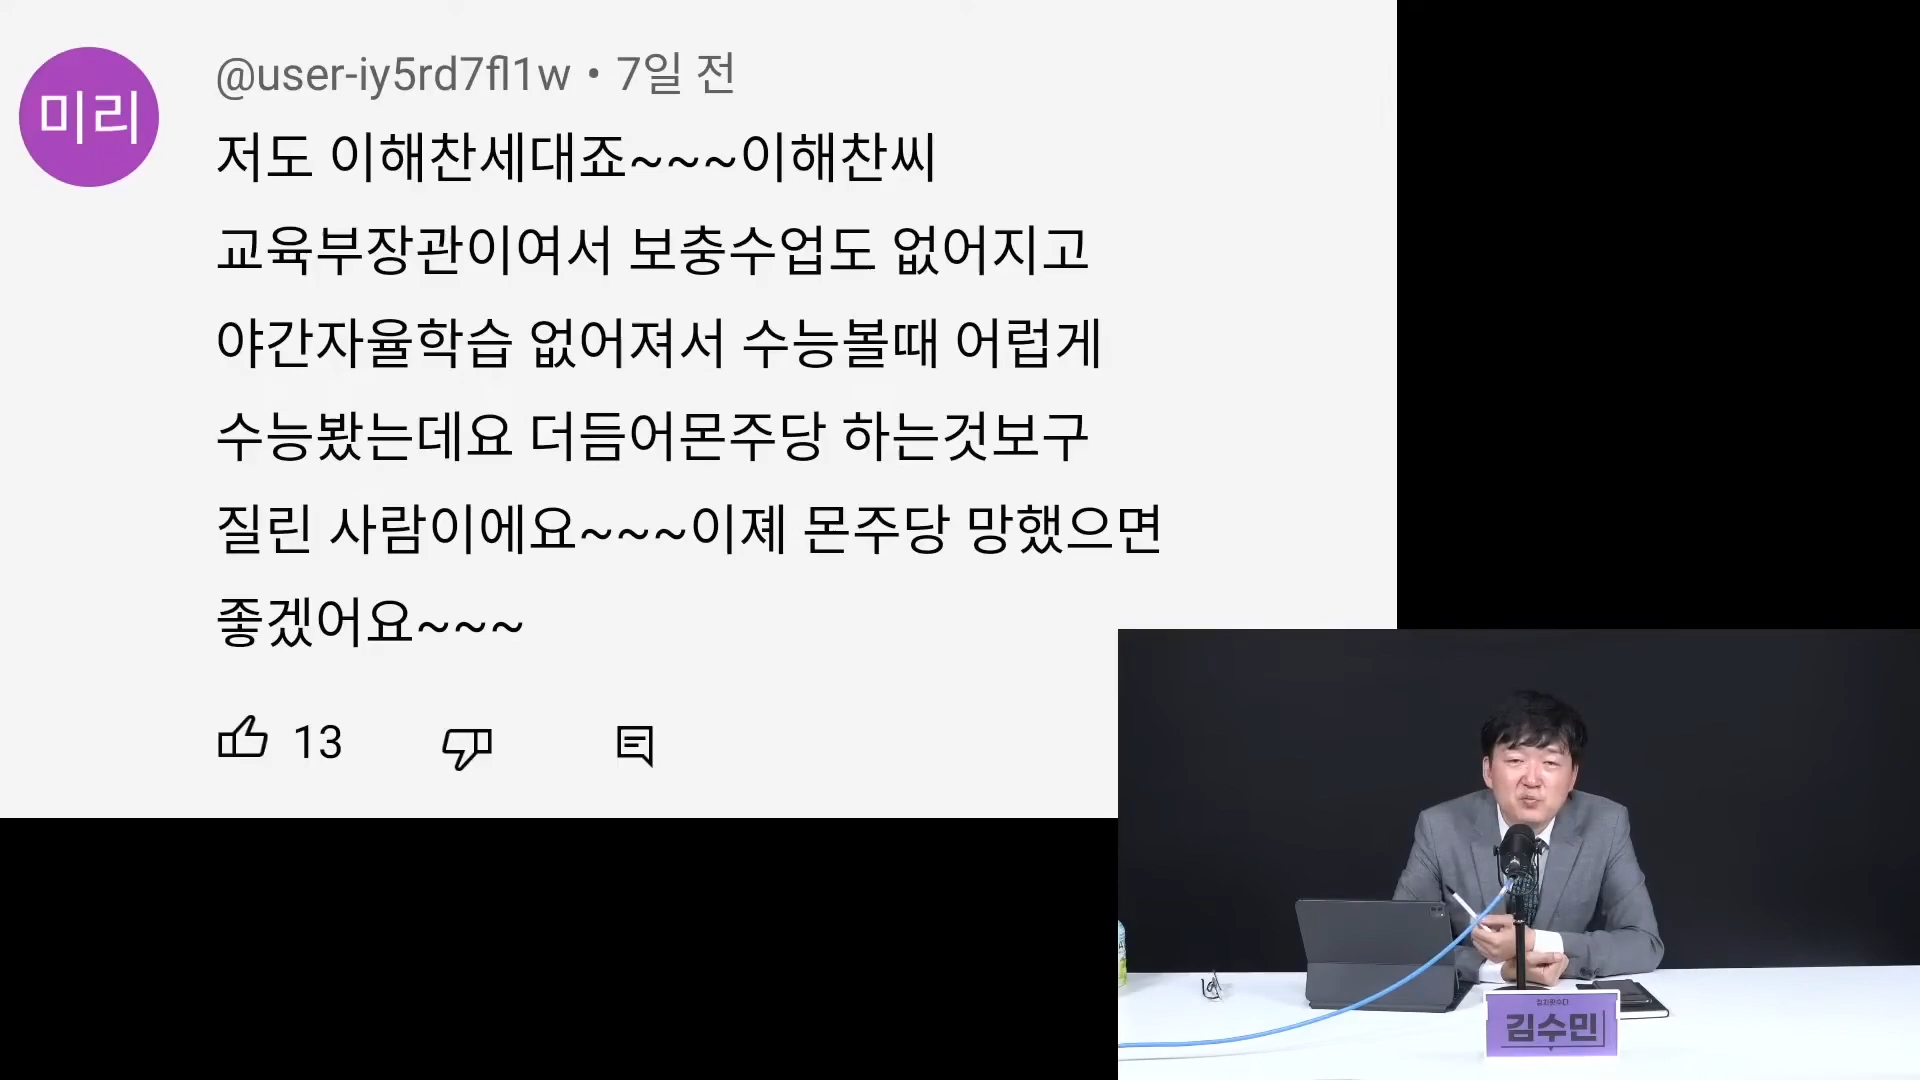 미리
@user-iy5rd7fl1w • 7일 전
저도 이해찬세대죠~~~이해찬씨
교육부장관이여서 보충수업도 없어지고
야간자율학습 없어져서 수능볼때 어럽게
수능봤는데요 더듬어몬주당 하는것보구
질린 사람이에요~~~이졔 몬주당 망했으면
좋겠어요~~~
13
김수민